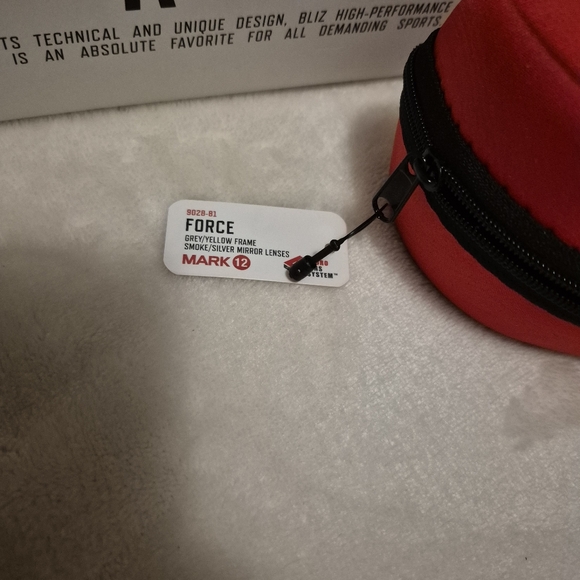 TS TECHNICAL AND UNIQUE DESIGN, BLIZ HIGH-PERFORMANCE
IS AN ABSOLUTE FAVORITE FOR ALL DEMANDING SPORTS
9028-81
FORCE
GREY/YELLOW FRAME
SMOKE/SILVER MIRROR LENSES
MARK 12
SYSTEM™